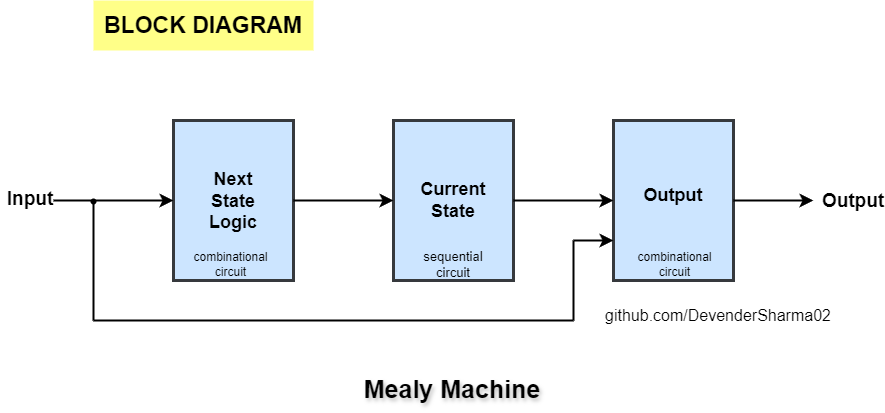 BLOCK DIAGRAM
Input
Next
State
Logic
combinational
circuit
Current
State
sequential
circuit
Output
combinational
circuit
Output
github.com/DevenderSharma02
Mealy Machine